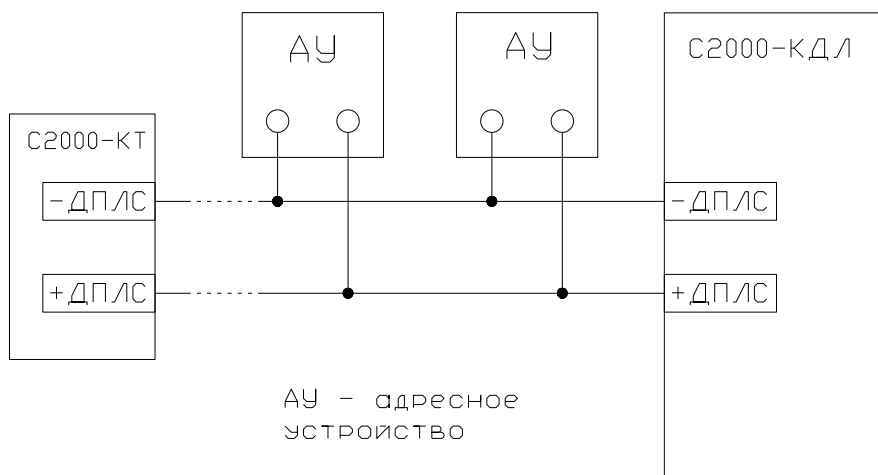 АУ
АУ
С2000-КДЛ
С2000-КТ
-ДПЛС
-ДПЛС
+ДПЛС
+ДПЛС
АУ - адресное
устройство